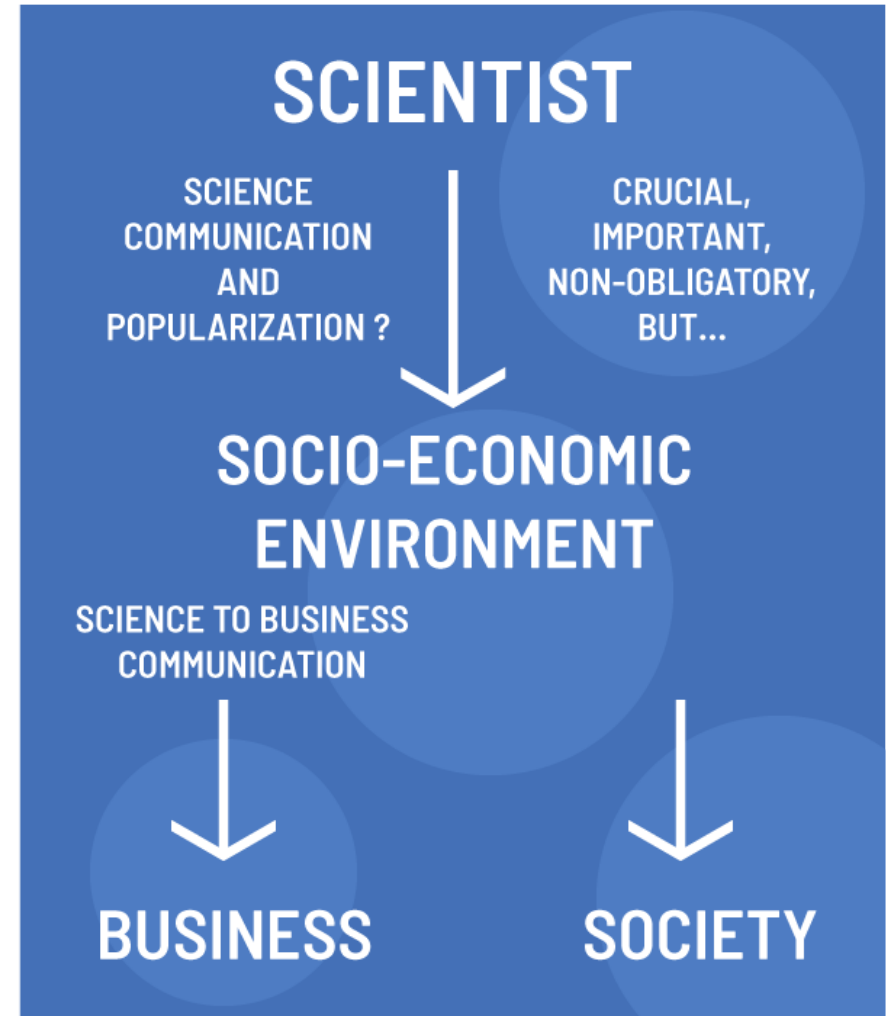 SCIENTIST
SCIENCE
COMMUNICATION
AND
POPULARIZATION ?
CRUCIAL,
IMPORTANT,
NON-OBLIGATORY,
BUT...
SOCIO-ECONOMIC
ENVIRONMENT
SCIENCE TO BUSINESS
COMMUNICATION
BUSINESS
SOCIETY